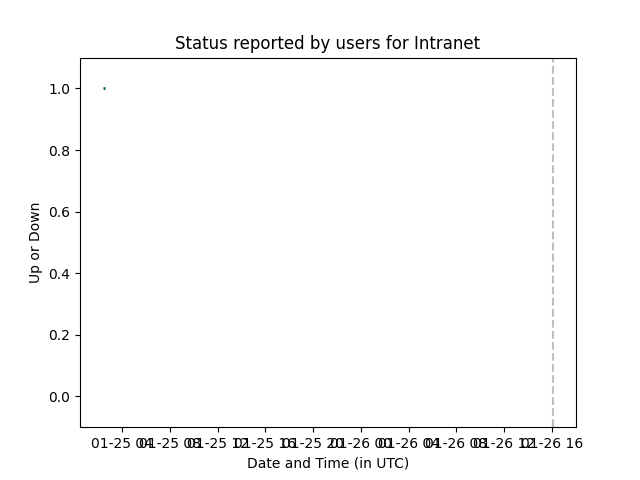 Status reported by users for Intranet
1.0
0.8
0.6
0.4
0.2
0.0
Up or Down
01-25 04 01-25 08 01-25 12 01-25 16 01-25 20 01-26 00 01-26 04 01-26 08 01-26 12 01-26 16
Date and Time (in UTC)